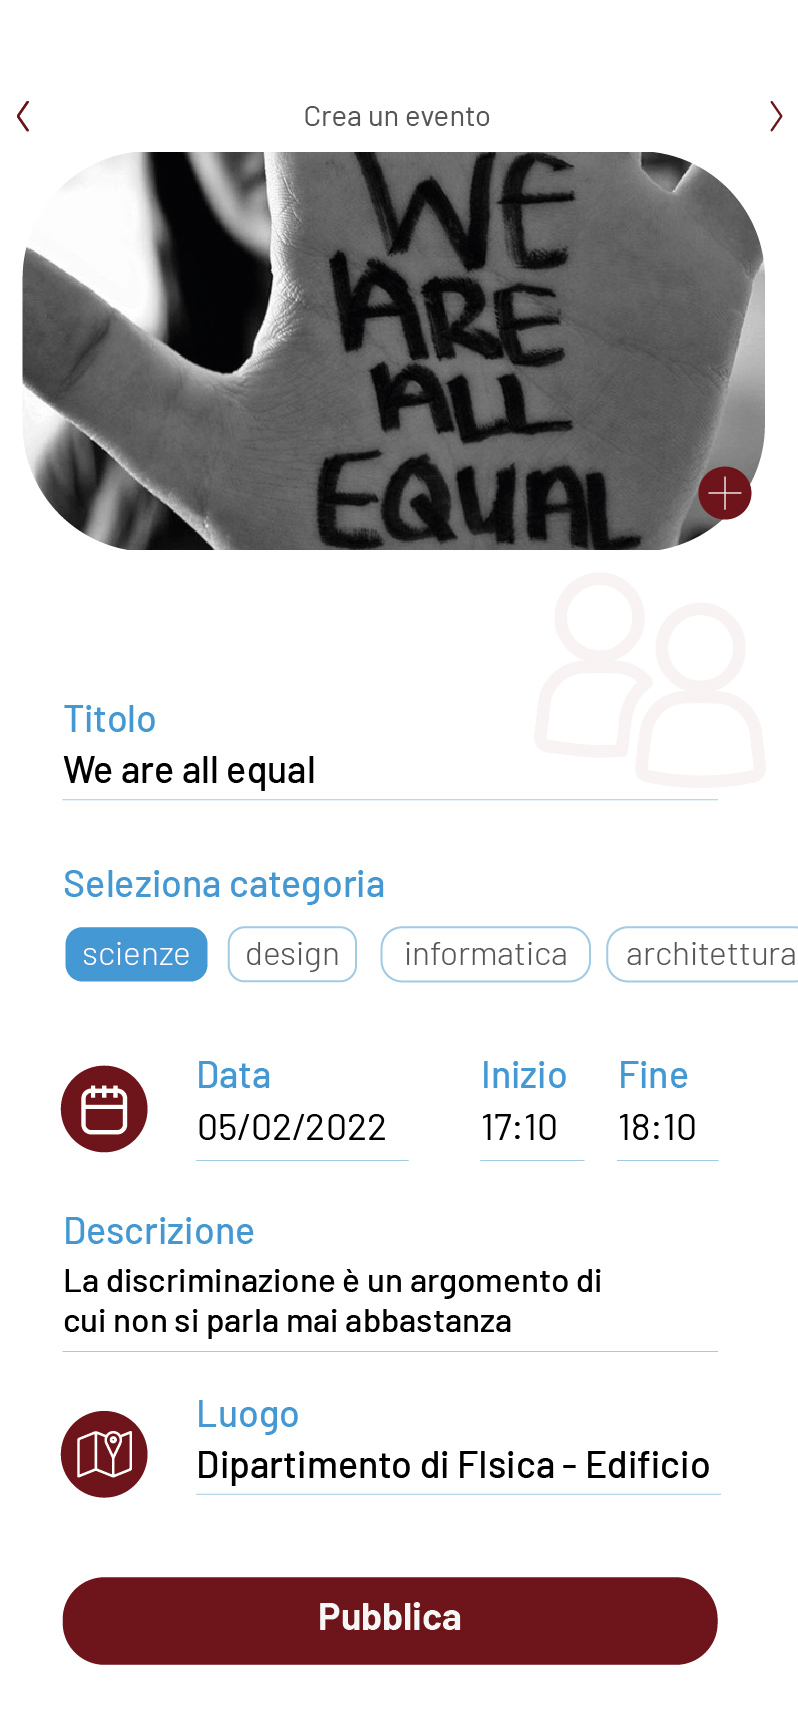 Crea un evento
WE
ARE
ALL
EQUAL
Titolo
We are all equal
Seleziona categoria
scienze design informatica architettura
Data Inizio Fine
05/02/2022 17:10 18:10
Descrizione
La discriminazione è un argomento di
cui non si parla mai abbastanza
Luogo
Dipartimento di FIsica - Edificio
Pubblica